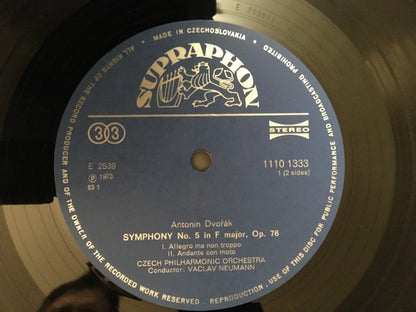 E 2539/I
· MADE IN CZECHOSLOVAKIA ·
ALL RIGHTS OF THE RECORD PRODUCER AND OF THE OWNER OF THE RECORDED WORK RESERVED . REPRODUCTION, USE OF THIS DISC FOR PUBLIC PERFORMANCE AND BROADCASTING PROHIBITED
SUPRAPHON
33
STEREO
E 2539
℗ 1973
63 1
1110 1333
1 (2 sides)
Antonín Dvořák
SYMPHONY No. 5 in F major, Op. 76
I. Allegro ma non troppo
II. Andante con moto
CZECH PHILHARMONIC ORCHESTRA
Conductor: VÁCLAV NEUMANN